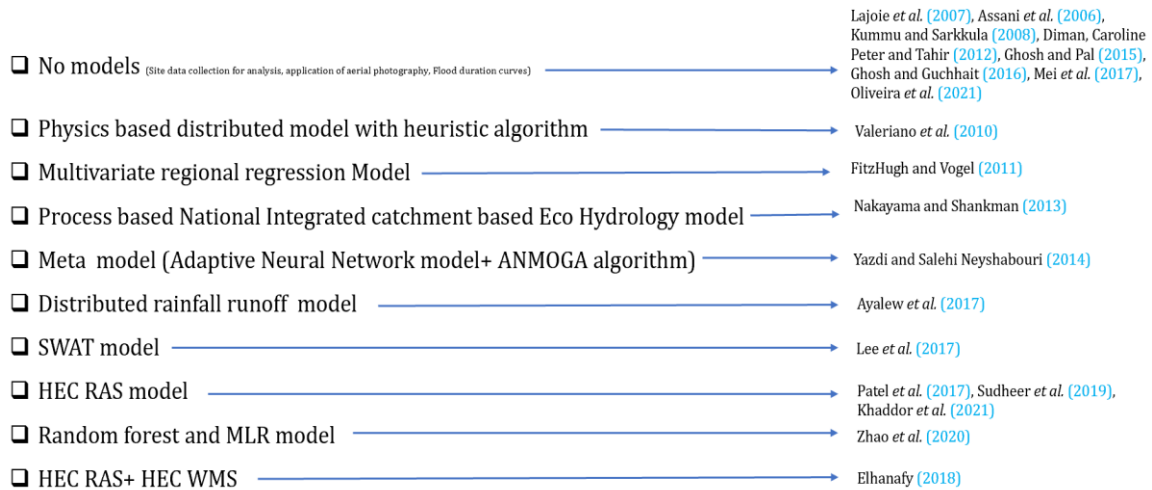 Lajoie et al. (2007), Assani et al. (2006),
Kummu and Sarkkula (2008), Diman, Caroline
Peter and Tahir (2012), Ghosh and Pal (2015),
Ghosh and Guchhait (2016), Mei et al. (2017),
Oliveira et al. (2021)
❑ No models (Site data collection for analysis, application of aerial photography, Flood duration curves)
❑ Physics based distributed model with heuristic algorithm
Valeriano et al. (2010)
❑ Multivariate regional regression Model
FitzHugh and Vogel (2011)
❑ Process based National Integrated catchment based Eco Hydrology model
Nakayama and Shankman (2013)
❑ Meta model (Adaptive Neural Network model+ ANMOGA algorithm)
Yazdi and Salehi Neyshabouri (2014)
❑ Distributed rainfall runoff model
Ayalew et al. (2017)
❑ SWAT model
Lee et al. (2017)
❑ HEC RAS model
Patel et al. (2017), Sudheer et al. (2019),
Khaddor et al. (2021)
❑ Random forest and MLR model
Zhao et al. (2020)
❑ HEC RAS+ HEC WMS
Elhanafy (2018)